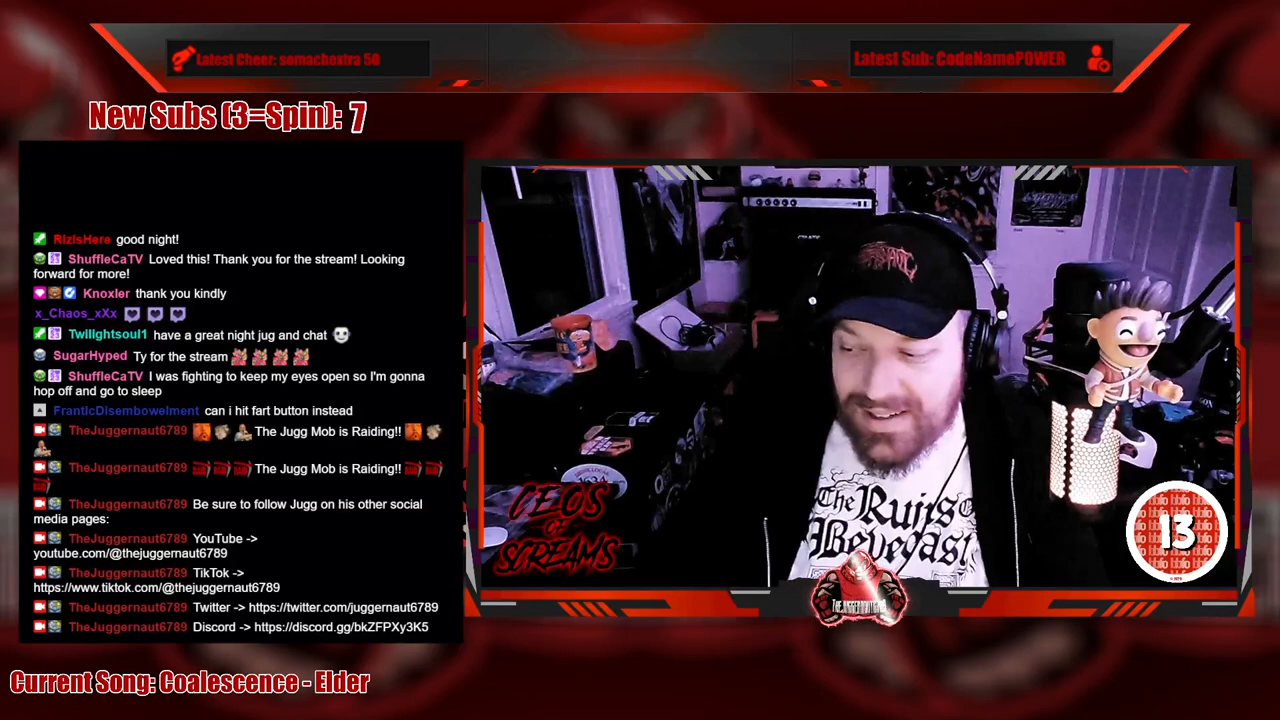 Latest Cheer: somachextra 50
Latest Sub: CodeNamePOWER
New Subs (3=Spin): 7
RizIsHere good night!
ShuffleCaTV Loved this! Thank you for the stream! Looking
forward for more!
Knoxler thank you kindly
x_Chaos_xXx
Twilightsoul1 have a great night jug and chat
SugarHyped Ty for the stream
ShuffleCaTV I was fighting to keep my eyes open so I'm gonna
hop off and go to sleep
FranticDisembowelment can i hit fart button instead
TheJuggernaut6789 The Jugg Mob is Raiding!!
TheJuggernaut6789 The Jugg Mob is Raiding!!
TheJuggernaut6789 Be sure to follow Jugg on his other social
media pages:
TheJuggernaut6789 YouTube ->
youtube.com/@thejuggernaut6789
TheJuggernaut6789 TikTok ->
https://www.tiktok.com/@thejuggernaut6789
TheJuggernaut6789 Twitter -> https://twitter.com/juggernaut6789
TheJuggernaut6789 Discord -> https://discord.gg/bkZFPXy3K5
CEOS
OF
SCREAMS
The Ruins
Of
Beverast
13
THEJUGGERNAUT6789
Current Song: Coalescence - Elder